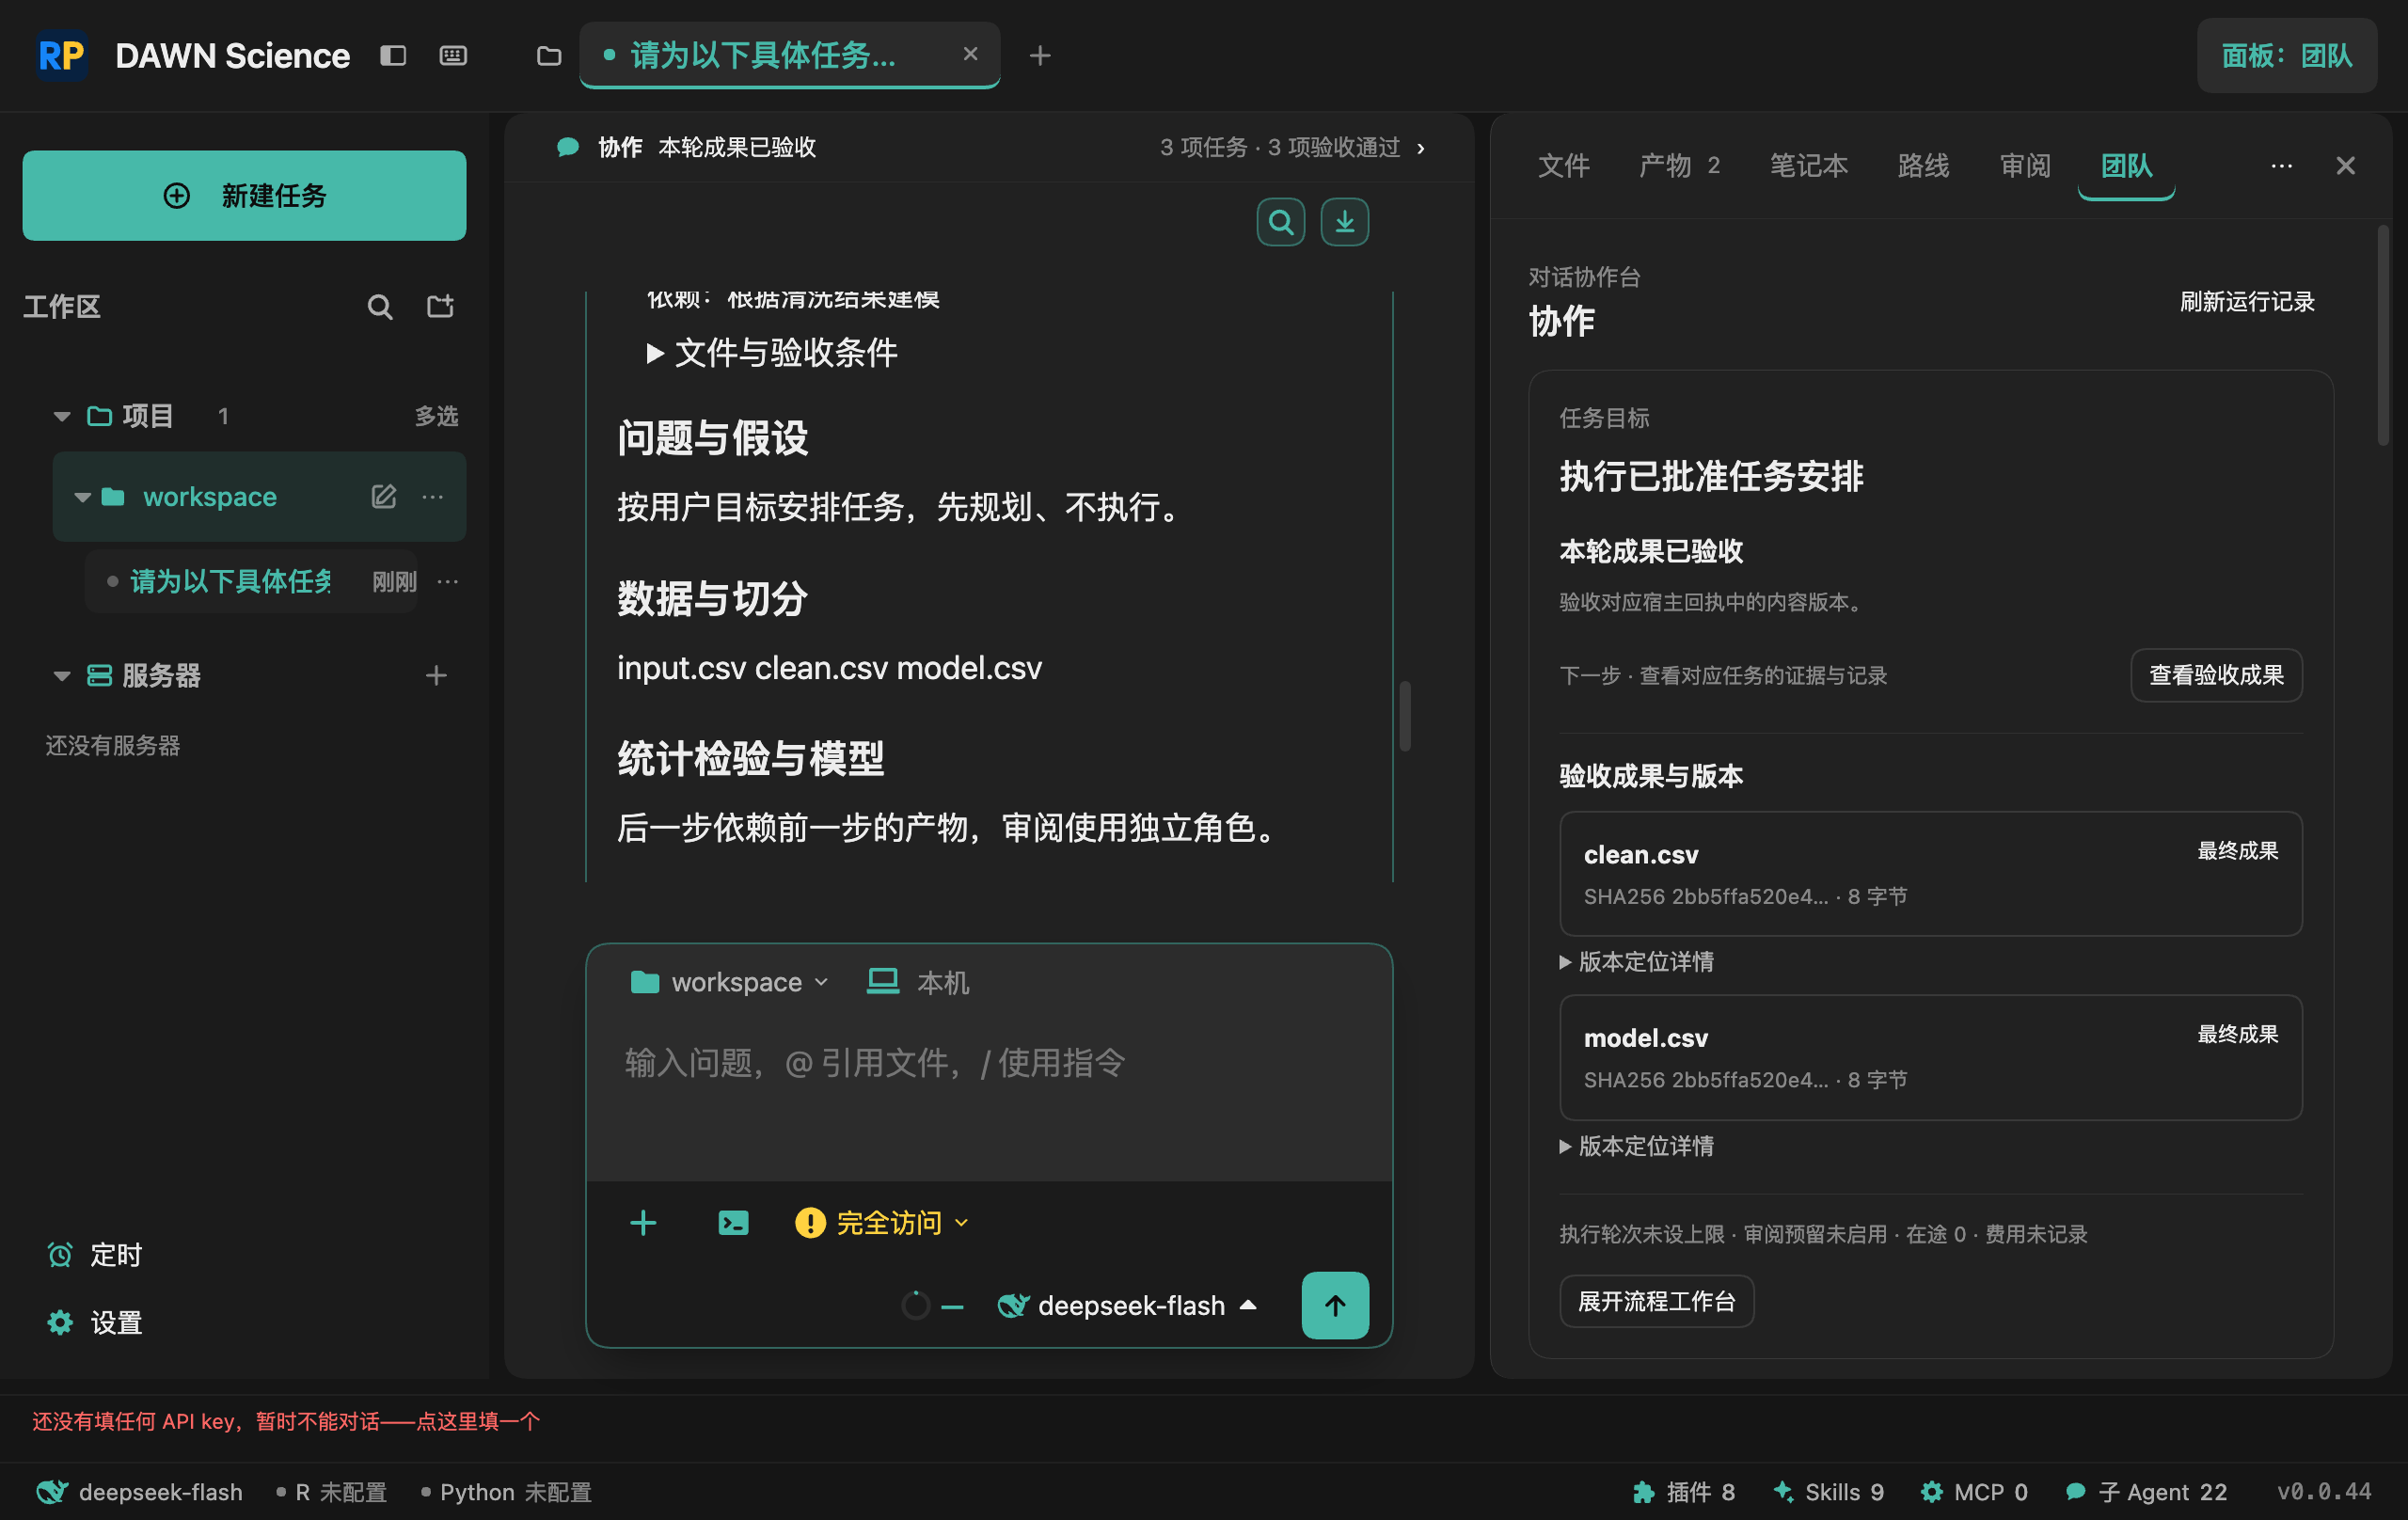 RP DAWN Science
请为以下具体任务...
面板：团队
新建任务
工作区
项目 1 多选
workspace
请为以下具体任务 刚刚
服务器
还没有服务器
定时
设置
协作 本轮成果已验收 3 项任务 · 3 项验收通过 ›
依赖：根据清洗结果建模
文件与验收条件
问题与假设
按用户目标安排任务，先规划、不执行。
数据与切分
input.csv clean.csv model.csv
统计检验与模型
后一步依赖前一步的产物，审阅使用独立角色。
workspace 本机
输入问题，@ 引用文件，/ 使用指令
完全访问
deepseek-flash
文件 产物 2 笔记本 路线 审阅 团队
对话协作台
协作
刷新运行记录
任务目标
执行已批准任务安排
本轮成果已验收
验收对应宿主回执中的内容版本。
下一步 · 查看对应任务的证据与记录
查看验收成果
验收成果与版本
clean.csv 最终成果
SHA256 2bb5ffa520e4... · 8 字节
版本定位详情
model.csv 最终成果
SHA256 2bb5ffa520e4... · 8 字节
版本定位详情
执行轮次未设上限 · 审阅预留未启用 · 在途 0 · 费用未记录
展开流程工作台
还没有填任何 API key，暂时不能对话——点这里填一个
deepseek-flash R 未配置 Python 未配置
插件 8 Skills 9 MCP 0 子 Agent 22 v0.0.44